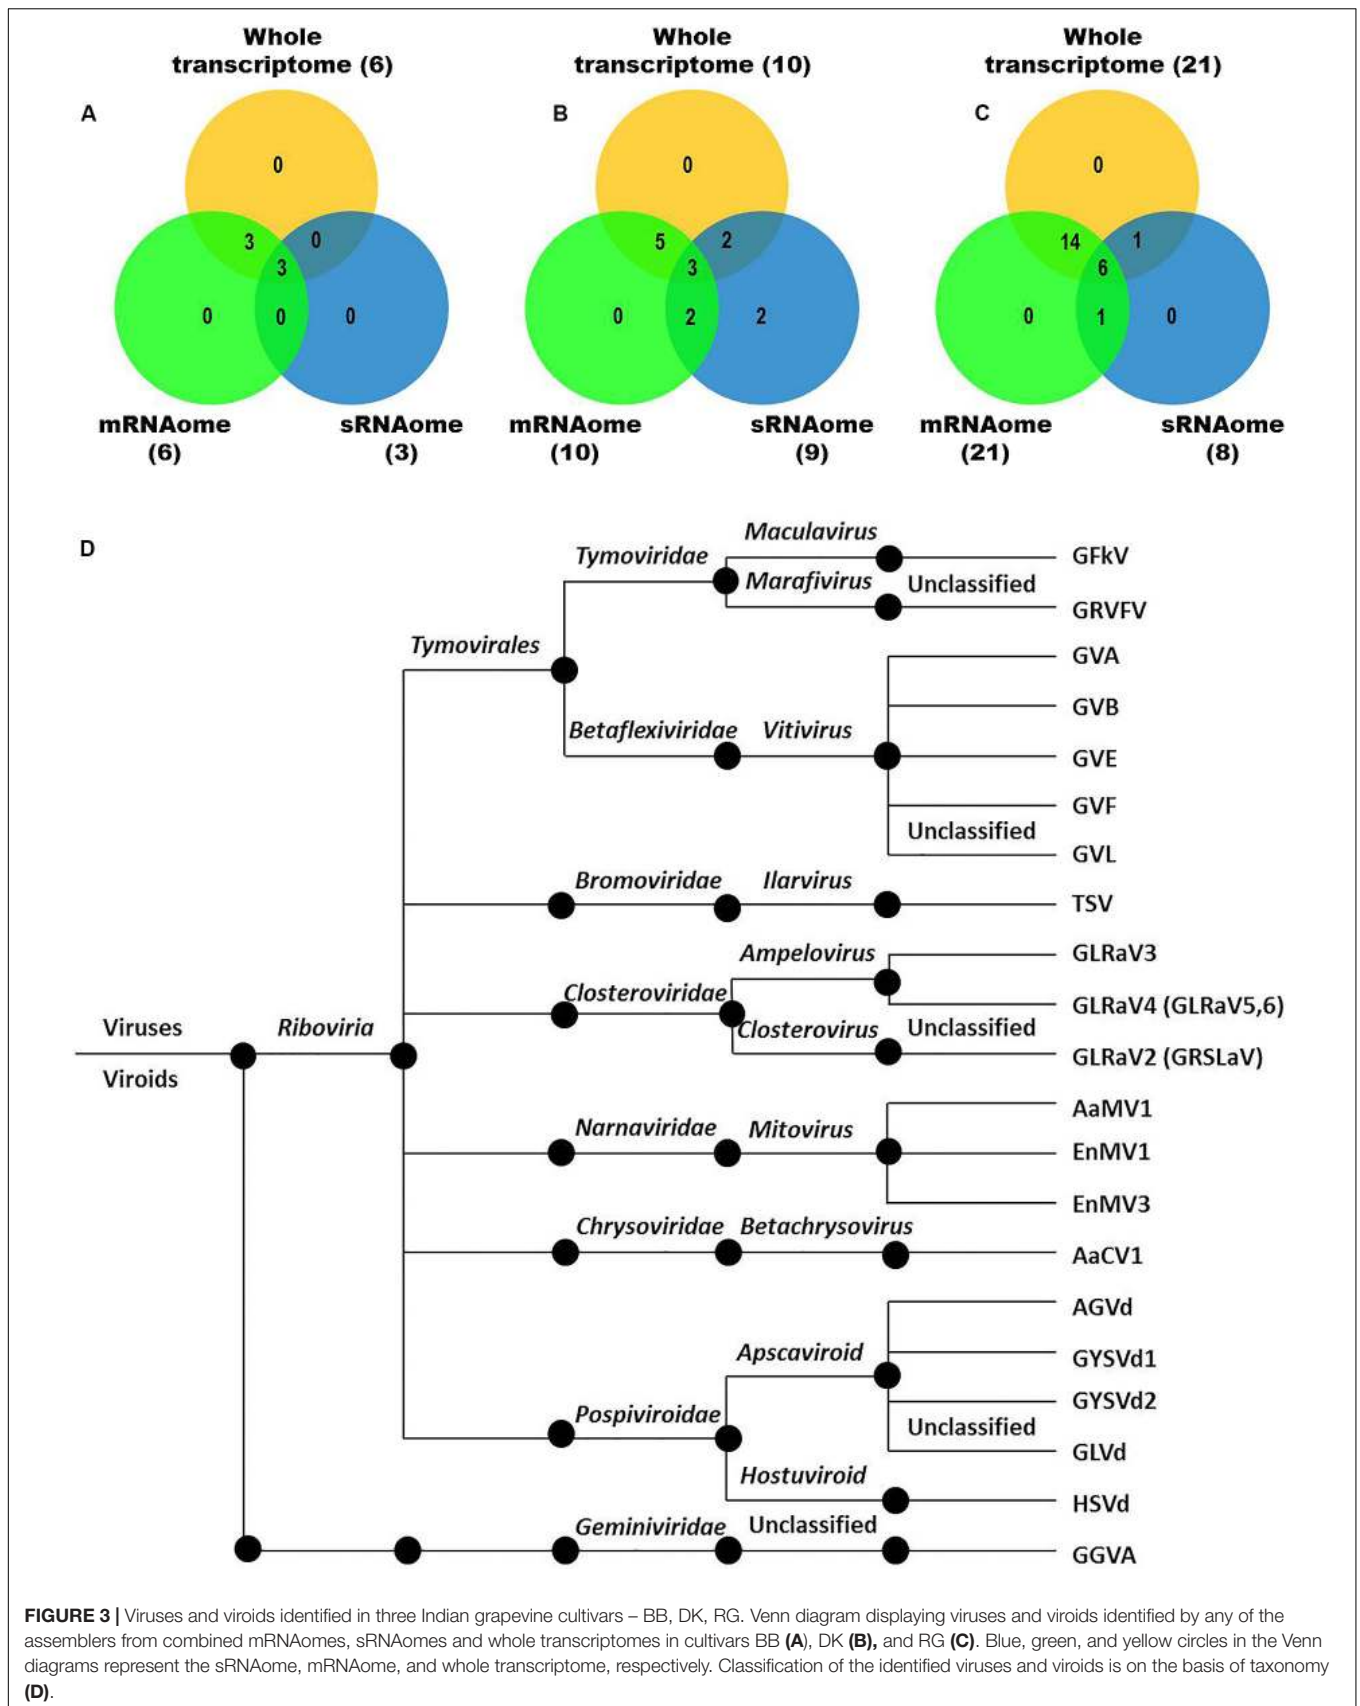 Whole
transcriptome (6)
Whole
transcriptome (10)
Whole
transcriptome (21)
A
B
C
0
3
0
3
0
0
0
0
5
2
3
0
2
2
0
14
1
6
0
1
0
mRNAome
(6)
sRNAome
(3)
mRNAome
(10)
sRNAome
(9)
mRNAome
(21)
sRNAome
(8)
D
Maculavirus
Tymoviridae
GFkV
Marafivirus
Unclassified
GRVFV
Tymovirales
GVA
GVB
Betaflexiviridae
Vitivirus
GVE
GVF
Unclassified
GVL
Bromoviridae
Ilarvirus
TSV
Ampelovirus
GLRaV3
Closteroviridae
GLRaV4 (GLRaV5,6)
Closterovirus
Unclassified
GLRaV2 (GRSLaV)
Viruses
Riboviria
Viroids
AaMV1
Narnaviridae
Mitovirus
EnMV1
EnMV3
Chrysoviridae
Betachrysovirus
AaCV1
AGVd
Apscaviroid
GYSVd1
GYSVd2
Pospiviroidae
Unclassified
GLVd
Hostuviroid
HSVd
Geminiviridae
Unclassified
GGVA
FIGURE 3 | Viruses and viroids identified in three Indian grapevine cultivars – BB, DK, RG. Venn diagram displaying viruses and viroids identified by any of the
assemblers from combined mRNAomes, sRNAomes and whole transcriptomes in cultivars BB (A), DK (B), and RG (C). Blue, green, and yellow circles in the Venn
diagrams represent the sRNAome, mRNAome, and whole transcriptome, respectively. Classification of the identified viruses and viroids is on the basis of taxonomy
(D).